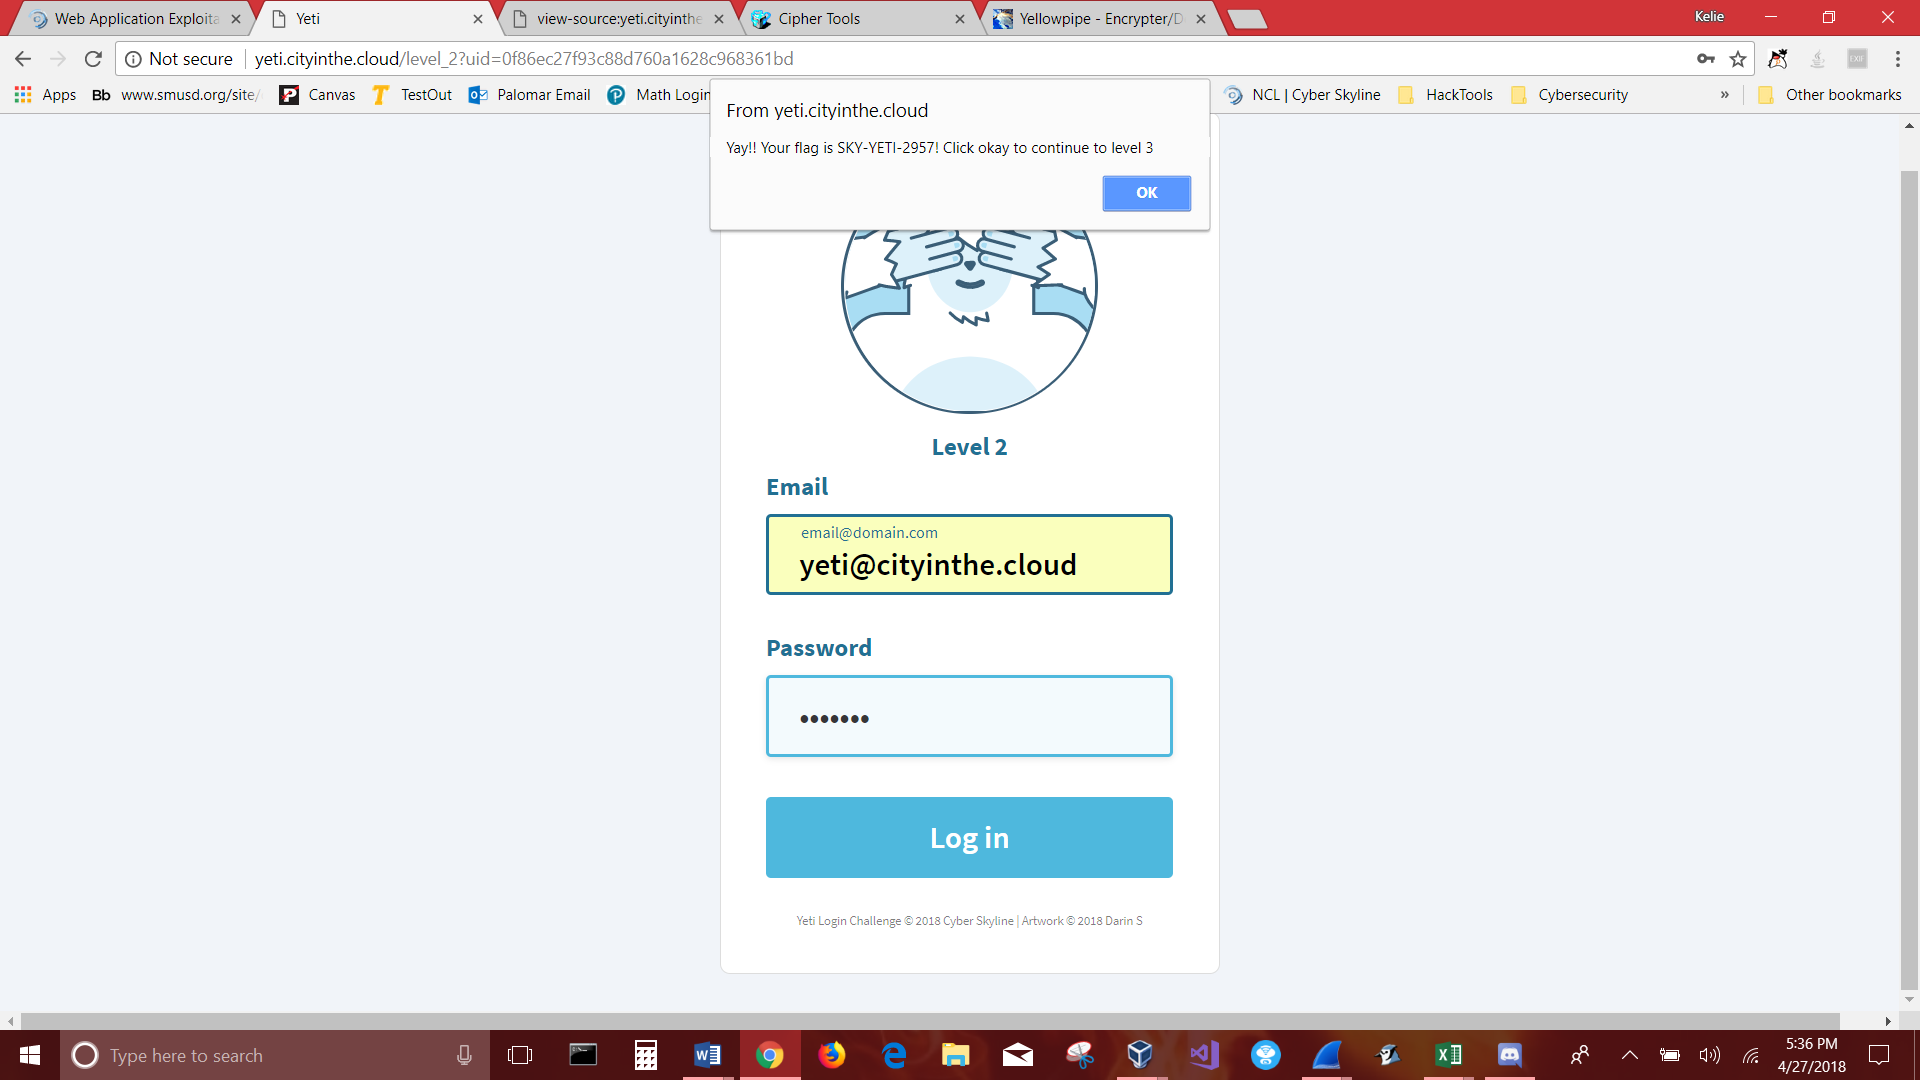 Web Application Exploita
Yeti
view-source:yeti.cityinthe
Cipher Tools
Yellowpipe - Encrypter/D
Kelie
Not secure
yeti.cityinthe.cloud/level_2?uid=0f86ec27f93c88d760a1628c968361bd
Apps
Bb www.smusd.org/site/
Canvas
TestOut
Palomar Email
Math Login
NCL | Cyber Skyline
HackTools
Cybersecurity
»
Other bookmarks
From yeti.cityinthe.cloud
Yay!! Your flag is SKY-YETI-2957! Click okay to continue to level 3
OK
Level 2
Email
email@domain.com
yeti@cityinthe.cloud
Password
•••••••
Log in
Yeti Login Challenge © 2018 Cyber Skyline | Artwork © 2018 Darin S
Type here to search
5:36 PM
4/27/2018